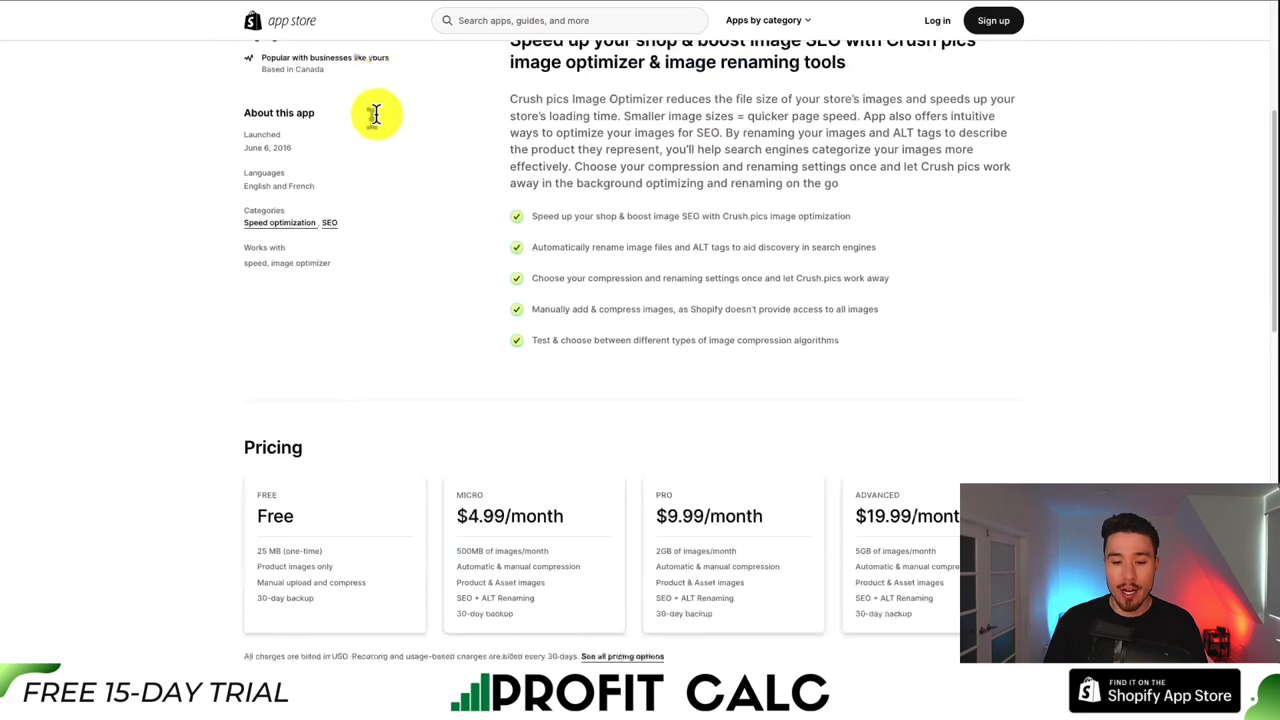 app store
Search apps, guides, and more
Apps by category
Log in
Sign up
Popular with businesses like yours
Based in Canada
About this app
Launched
June 6, 2016
Languages
English and French
Categories
Speed optimization , SEO
Works with
speed, image optimizer
Speed up your shop & boost image SEO with Crush pics
image optimizer & image renaming tools
Crush pics Image Optimizer reduces the file size of your store's images and speeds up your
store's loading time. Smaller image sizes = quicker page speed. App also offers intuitive
ways to optimize your images for SEO. By renaming your images and ALT tags to describe
the product they represent, you'll help search engines categorize your images more
effectively. Choose your compression and renaming settings once and let Crush pics work
away in the background optimizing and renaming on the go
Speed up your shop & boost image SEO with Crush.pics image optimization
Automatically rename image files and ALT tags to aid discovery in search engines
Choose your compression and renaming settings once and let Crush.pics work away
Manually add & compress images, as Shopify doesn't provide access to all images
Test & choose between different types of image compression algorithms
Pricing
FREE
Free
25 MB (one-time)
Product images only
Manual upload and compress
30-day backup
MICRO
$4.99/month
500MB of images/month
Automatic & manual compression
Product & Asset images
SEO + ALT Renaming
30-day backup
PRO
$9.99/month
2GB of images/month
Automatic & manual compression
Product & Asset images
SEO + ALT Renaming
30-day backup
ADVANCED
$19.99/mont
5GB of images/month
Automatic & manual compre
Product & Asset images
SEO + ALT Renaming
30-day backup
All charges are billed in USD. Recurring and usage-based charges are billed every 30 days. See all pricing options
FREE 15-DAY TRIAL
PROFIT CALC
FIND IT ON THE
Shopify App Store